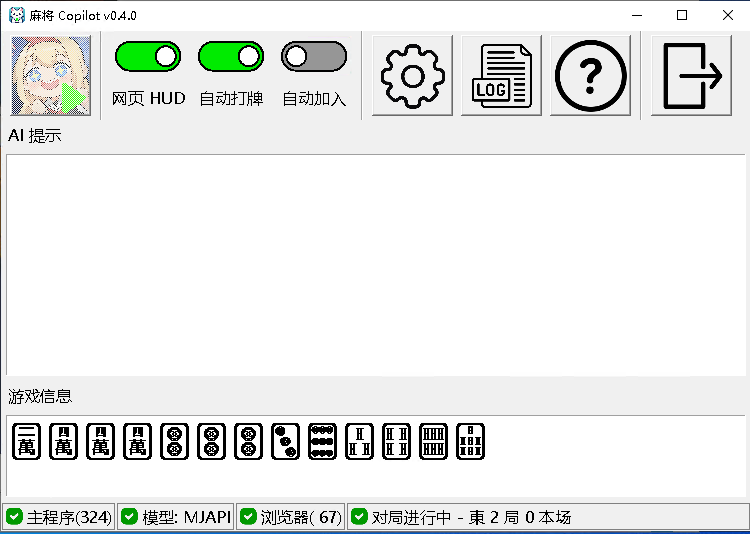 麻将 Copilot v0.4.0
网页 HUD 自动打牌 自动加入
LOG
?
AI 提示
游戏信息
二萬 四萬 四萬 四萬
主程序(324) 模型: MJAPI 浏览器( 67) 对局进行中 - 東 2 局 0 本场